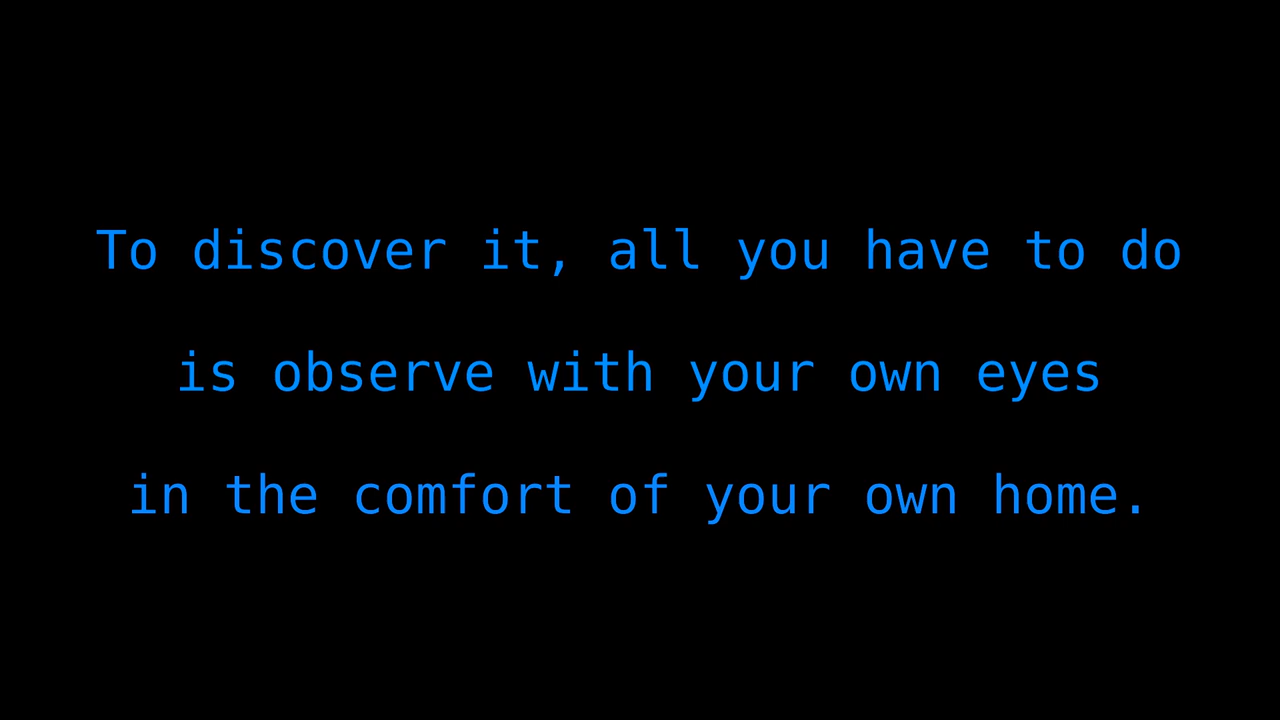 To discover it, all you have to do
is observe with your own eyes
in the comfort of your own home.